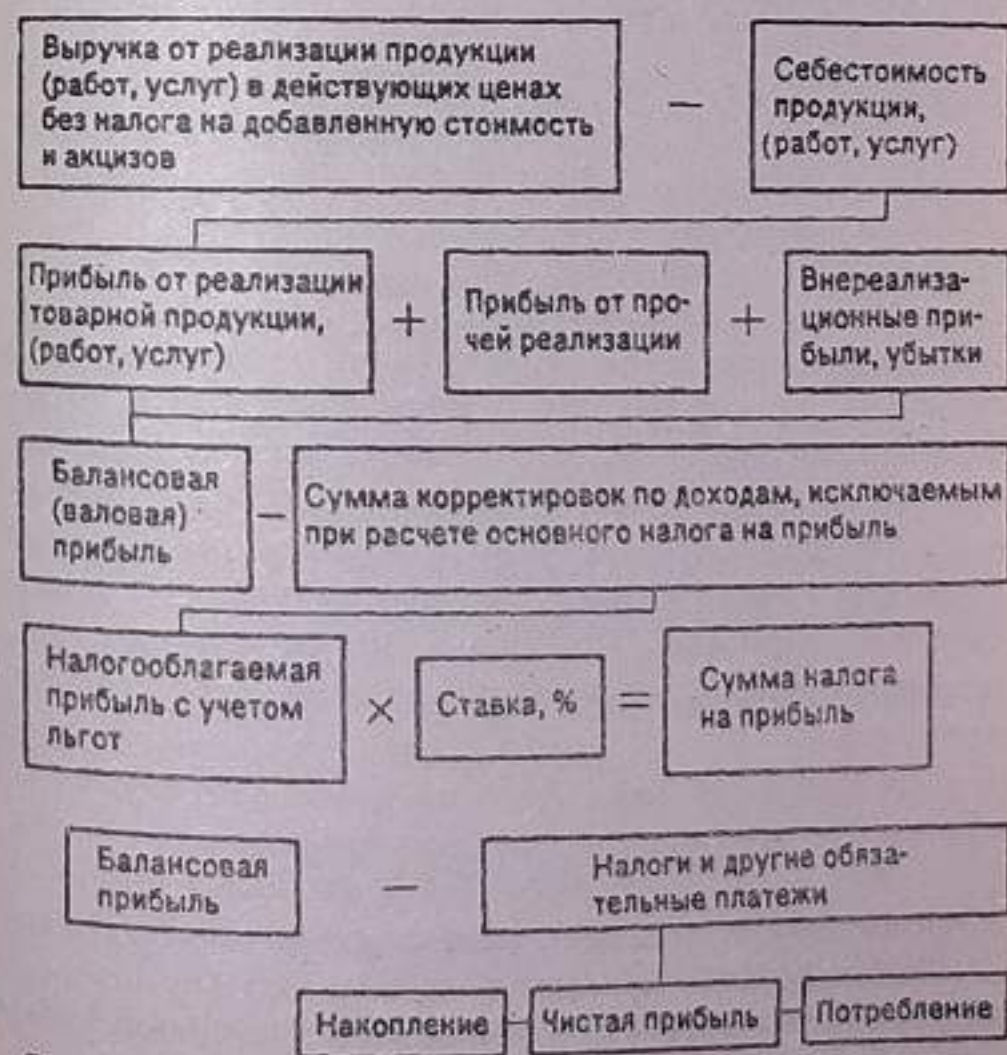 Выручка от реализации продукции
(работ, услуг) в действующих ценах
без налога на добавленную стоимость
и акцизов
—
Себестоимость
продукции,
(работ, услуг)
Прибыль от реализации
товарной продукции,
(работ, услуг)
+
Прибыль от про-
чей реализации
+
Внереализа-
ционные при-
были, убытки
Балансовая
(валовая)
прибыль
—
Сумма корректировок по доходам, исключаемым
при расчете основного налога на прибыль
Налогооблагаемая
прибыль с учетом
льгот
×
Ставка, %
=
Сумма налога
на прибыль
Балансовая
прибыль
—
Налоги и другие обяза-
тельные платежи
Накопление
Чистая прибыль
Потребление